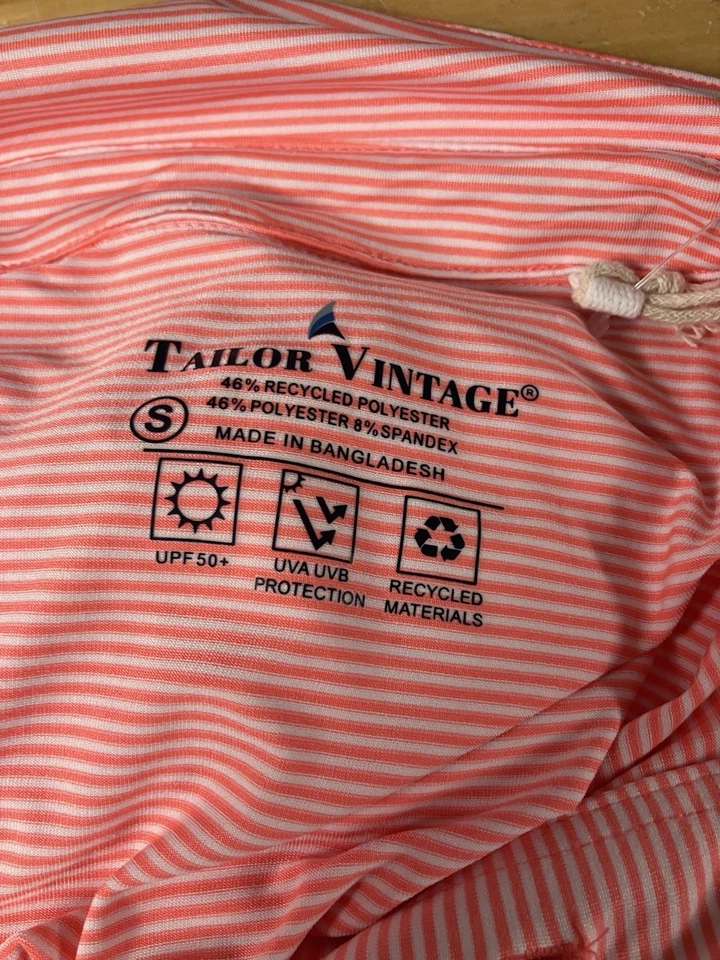 TAILOR VINTAGE®
46% RECYCLED POLYESTER
46% POLYESTER 8% SPANDEX
S
MADE IN BANGLADESH
UPF 50+
UVA UVB
PROTECTION
RECYCLED
MATERIALS